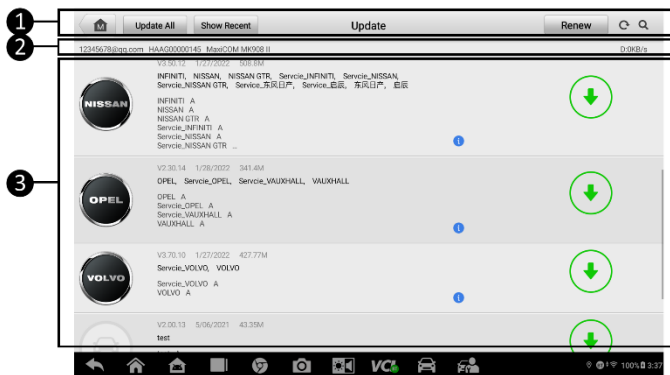 1
M Update All Show Recent Update Renew
2
12345678@qq.com HAAG00000145 MaxiCOM MK908 II D:0KB/s
3
V3.50.12 1/27/2022 508.8M
NISSAN
INFINITI, NISSAN, NISSAN GTR, Servcie_INFINITI, Servcie_NISSAN,
Servcie_NISSAN GTR, Service_东风日产, Service_启辰, 东风日产, 启辰
INFINITI A
NISSAN A
NISSAN GTR A
Servcie_INFINITI A
Servcie_NISSAN A
Servcie_NISSAN GTR ...
V2.30.14 1/28/2022 341.4M
OPEL
OPEL, Servcie_OPEL, Servcie_VAUXHALL, VAUXHALL
OPEL A
Servcie_OPEL A
Servcie_VAUXHALL A
VAUXHALL A
V3.70.10 1/27/2022 427.77M
VOLVO
Servcie_VOLVO, VOLVO
Servcie_VOLVO A
VOLVO A
V2.00.13 5/06/2021 43.35M
test
VCI 100% 3:37